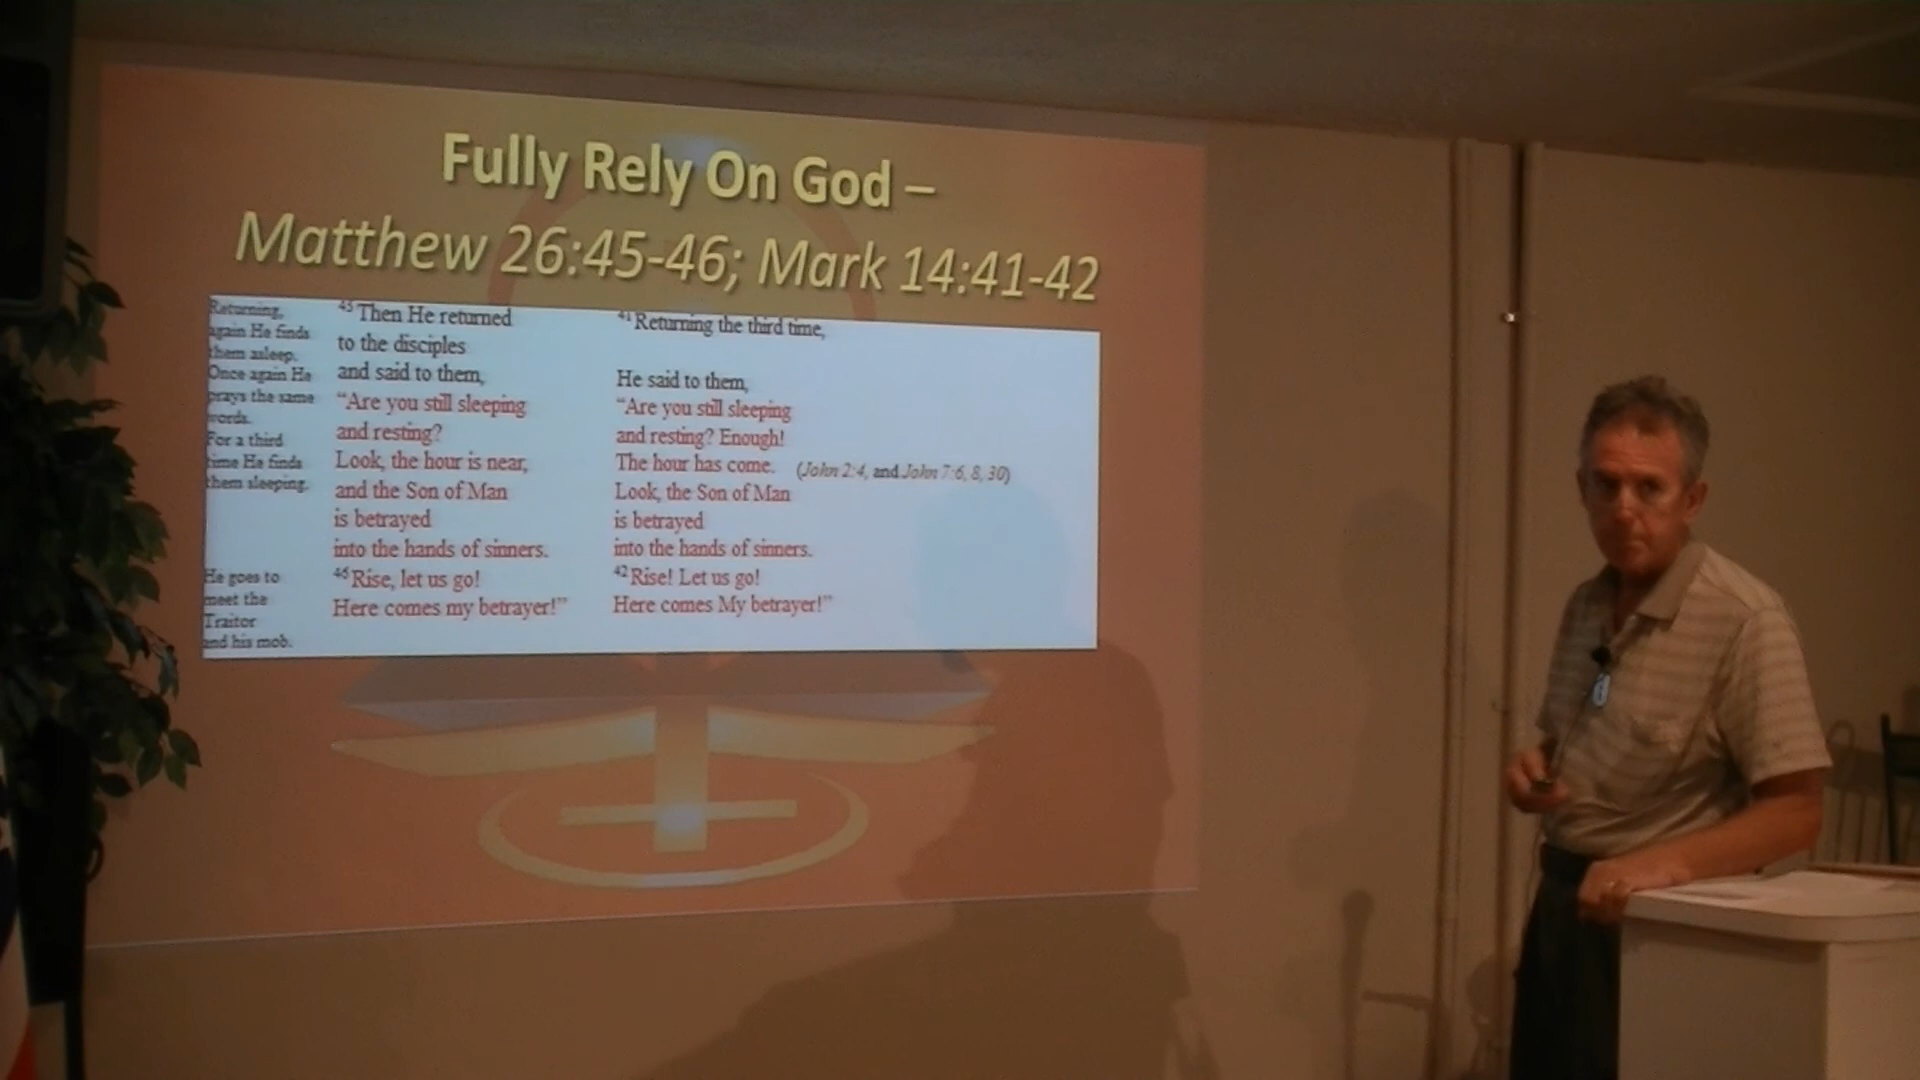 Fully Rely On God –
Matthew 26:45-46; Mark 14:41-42
Returning,
again He finds
them asleep.
Once again He
prays the same
words.
For a third
time He finds
them sleeping.
He goes to
meet the
Traitor
and his mob.
45 Then He returned
to the disciples
and said to them,
“Are you still sleeping
and resting?
Look, the hour is near,
and the Son of Man
is betrayed
into the hands of sinners.
46 Rise, let us go!
Here comes my betrayer!”
41 Returning the third time,
He said to them,
“Are you still sleeping
and resting? Enough!
The hour has come. (John 2:4, and John 7:6, 8, 30)
Look, the Son of Man
is betrayed
into the hands of sinners.
42 Rise! Let us go!
Here comes My betrayer!”